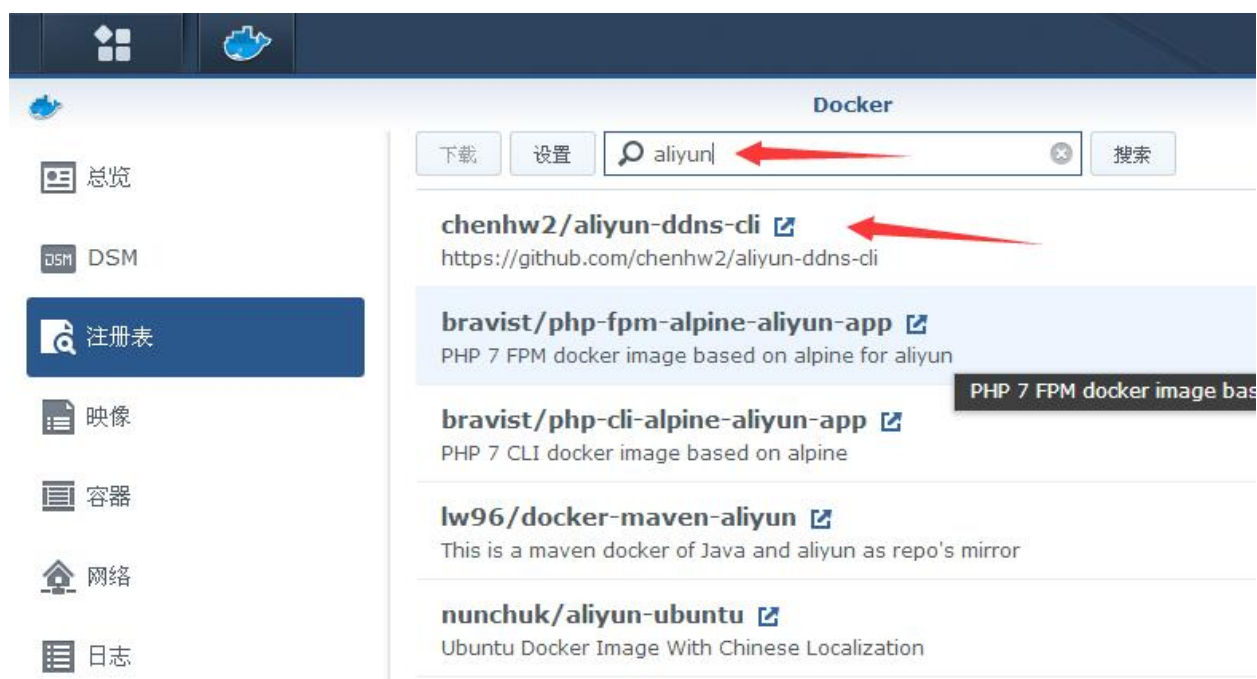 Docker
总览
DSM
DSM
注册表
映像
容器
网络
日志
下载 设置 aliyun 搜索
chenhw2/aliyun-ddns-cli
https://github.com/chenhw2/aliyun-ddns-cli
bravist/php-fpm-alpine-aliyun-app
PHP 7 FPM docker image based on alpine for aliyun
PHP 7 FPM docker image bas
bravist/php-cli-alpine-aliyun-app
PHP 7 CLI docker image based on alpine
lw96/docker-maven-aliyun
This is a maven docker of Java and aliyun as repo's mirror
nunchuk/aliyun-ubuntu
Ubuntu Docker Image With Chinese Localization